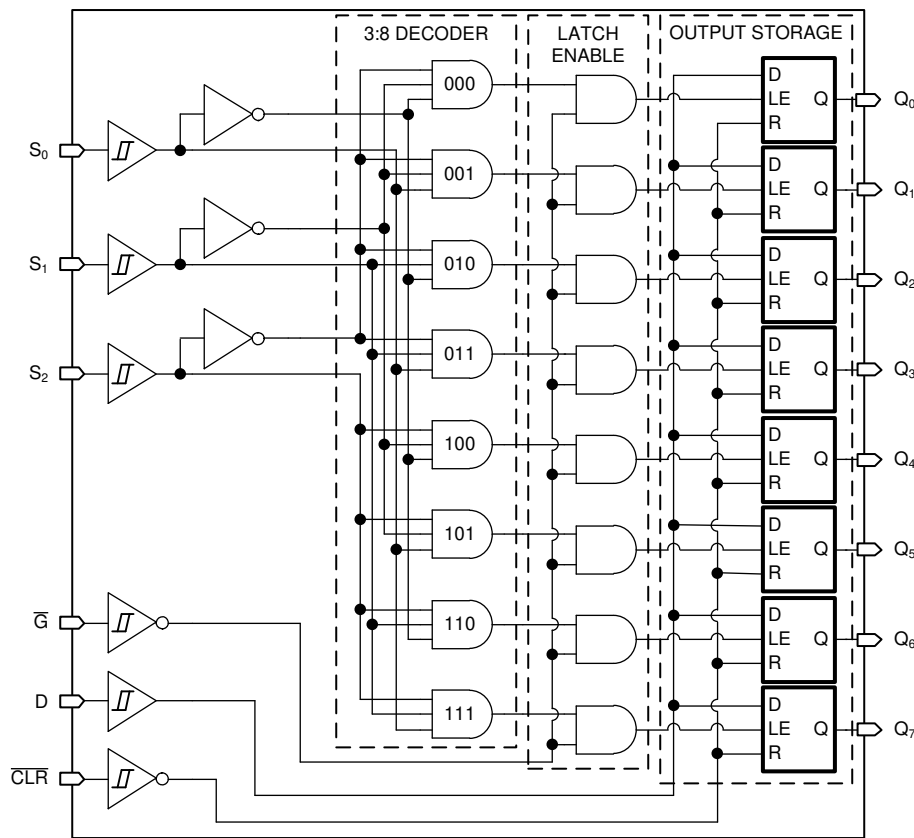 3:8 DECODER
LATCH
ENABLE
OUTPUT STORAGE
S₀
S₁
S₂
G̅
D
C̅L̅R̅
000
001
010
011
100
101
110
111
D
LE Q
R
Q₀
D
LE Q
R
Q₁
D
LE Q
R
Q₂
D
LE Q
R
Q₃
D
LE Q
R
Q₄
D
LE Q
R
Q₅
D
LE Q
R
Q₆
D
LE Q
R
Q₇